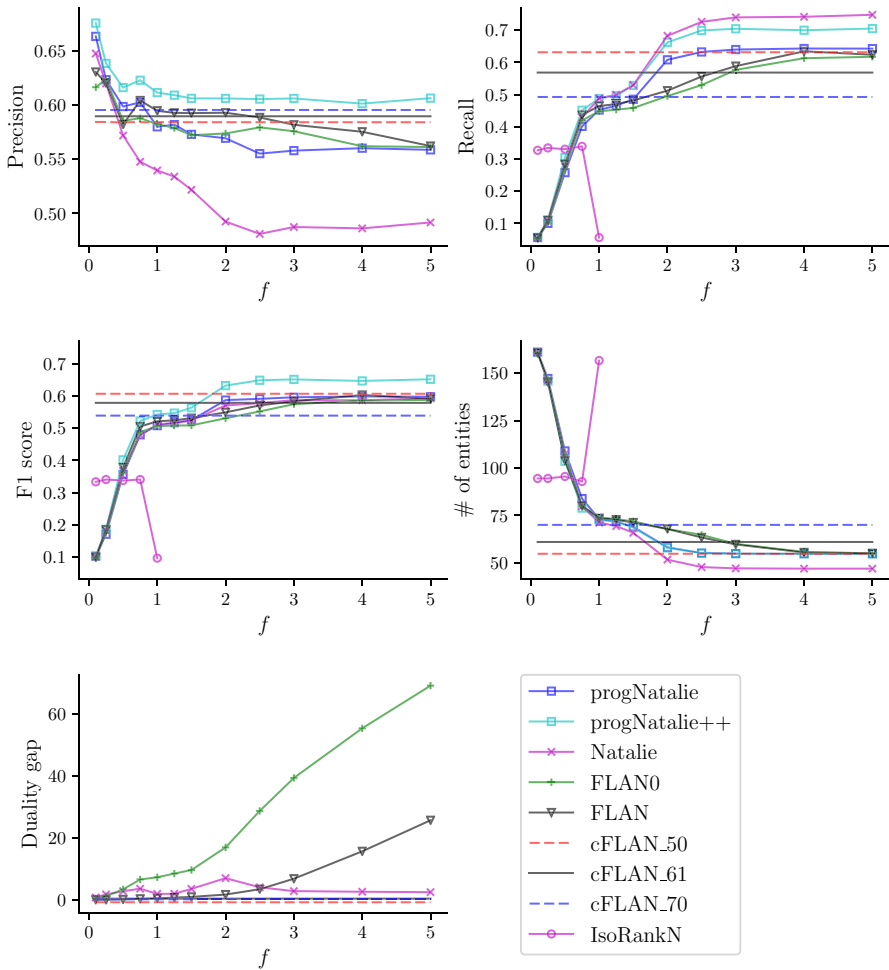 0.65
0.60
0.55
0.50
Precision
0 1 2 3 4 5
f
0.7
0.6
0.5
0.4
0.3
0.2
0.1
Recall
0 1 2 3 4 5
f
0.7
0.6
0.5
0.4
0.3
0.2
0.1
F1 score
0 1 2 3 4 5
f
150
125
100
75
50
# of entities
0 1 2 3 4 5
f
60
40
20
0
Duality gap
0 1 2 3 4 5
f
progNatalie
progNatalie++
Natalie
FLAN0
FLAN
cFLAN_50
cFLAN_61
cFLAN_70
IsoRankN